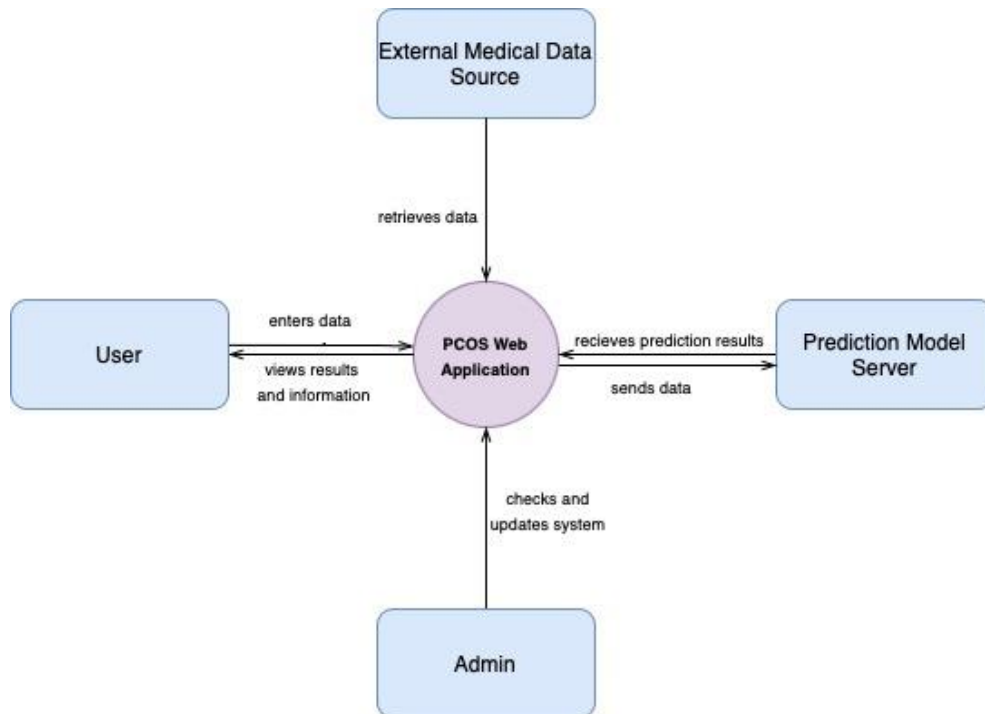 External Medical Data
Source
retrieves data
enters data
User
views results
and information
PCOS Web
Application
recieves prediction results
sends data
Prediction Model
Server
checks and
updates system
Admin